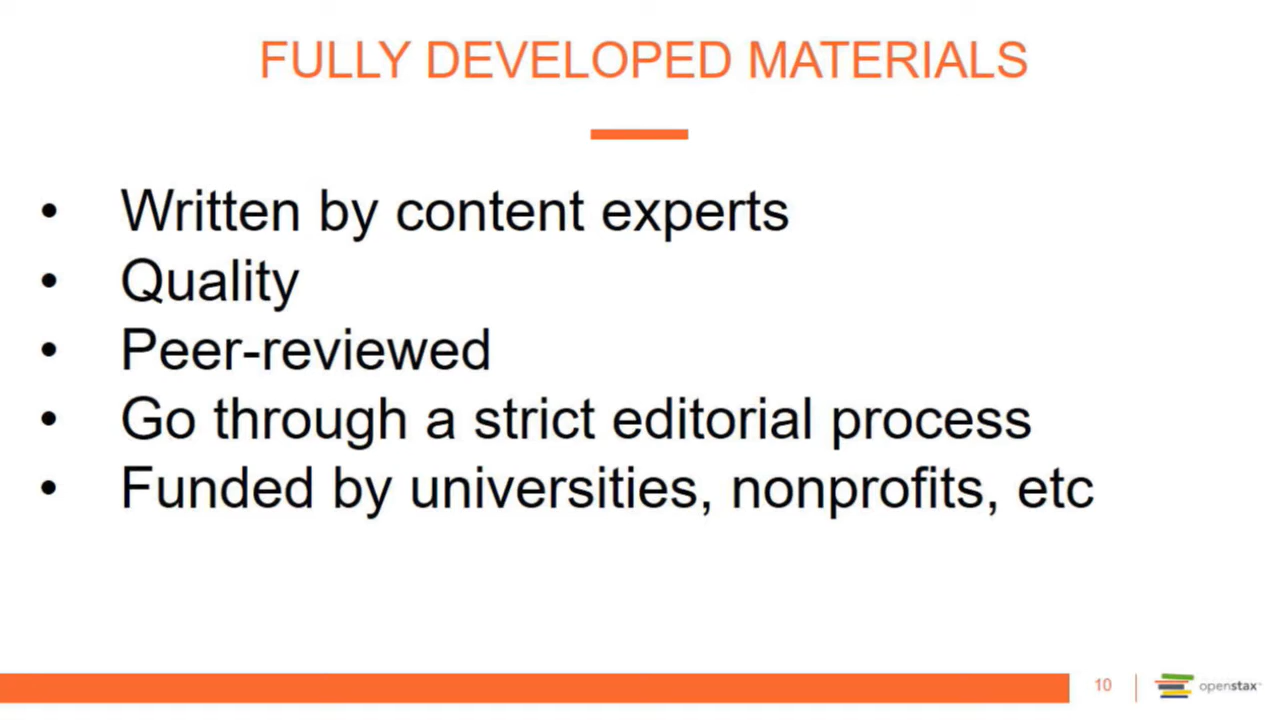 FULLY DEVELOPED MATERIALS
• Written by content experts
• Quality
• Peer-reviewed
• Go through a strict editorial process
• Funded by universities, nonprofits, etc
10
openstax™